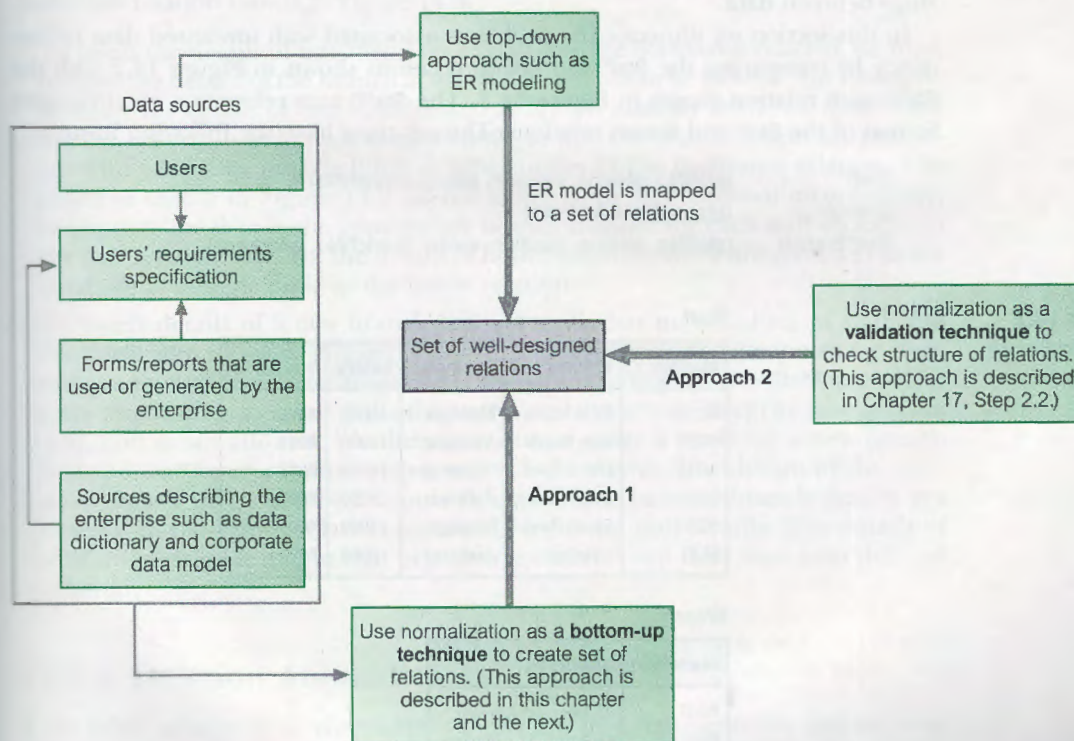 Use top-down
approach such as
ER modeling
Data sources
Users
ER model is mapped
to a set of relations
Users' requirements
specification
Forms/reports that are
used or generated by the
enterprise
Set of well-designed
relations
Approach 2
Use normalization as a
validation technique to
check structure of relations.
(This approach is described
in Chapter 17, Step 2.2.)
Sources describing the
enterprise such as data
dictionary and corporate
data model
Approach 1
Use normalization as a bottom-up
technique to create set of
relations. (This approach is
described in this chapter
and the next.)